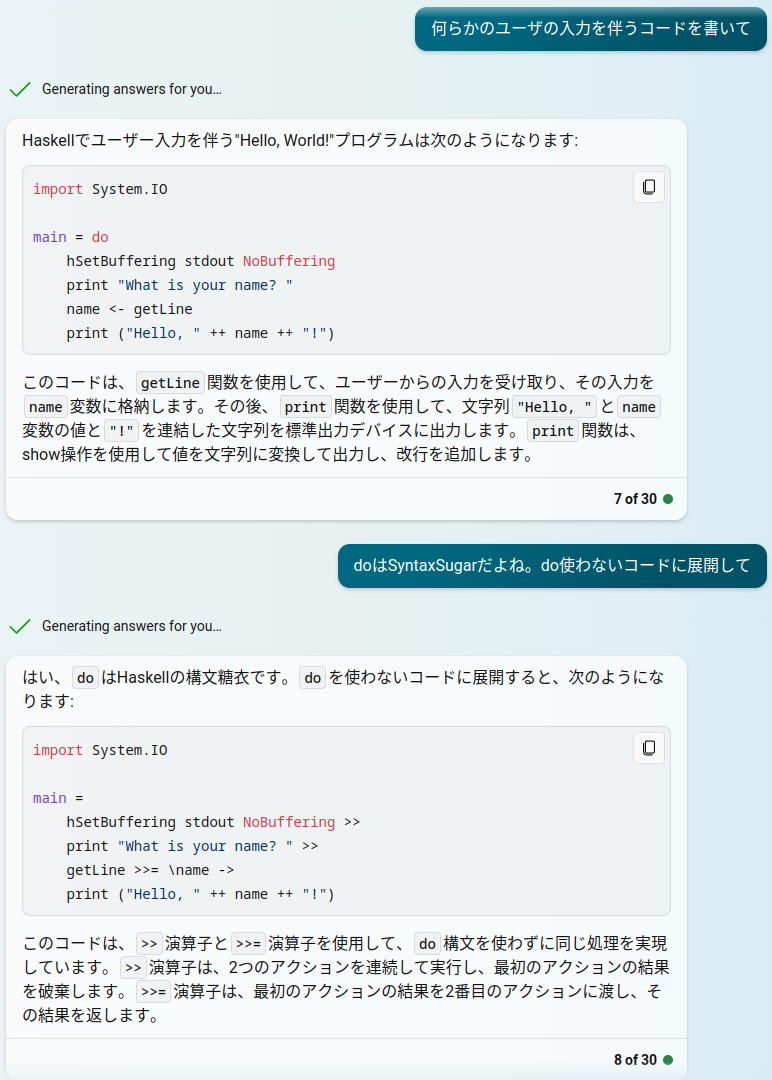 何らかのユーザの入力を伴うコードを書いて
Generating answers for you…
Haskellでユーザー入力を伴う"Hello, World!"プログラムは次のようになります:
import System.IO
main = do
    hSetBuffering stdout NoBuffering
    print "What is your name? "
    name <- getLine
    print ("Hello, " ++ name ++ "!")
このコードは、 getLine 関数を使用して、ユーザーからの入力を受け取り、その入力を
name 変数に格納します。その後、 print 関数を使用して、文字列 "Hello, " と name
変数の値と "!" を連結した文字列を標準出力デバイスに出力します。 print 関数は、
show操作を使用して値を文字列に変換して出力し、改行を追加します。
7 of 30
doはSyntaxSugarだよね。do使わないコードに展開して
Generating answers for you…
はい、 do はHaskellの構文糖衣です。 do を使わないコードに展開すると、次のようにな
ります:
import System.IO
main =
    hSetBuffering stdout NoBuffering >>
    print "What is your name? " >>
    getLine >>= \name ->
    print ("Hello, " ++ name ++ "!")
このコードは、 >> 演算子と >>= 演算子を使用して、 do 構文を使わずに同じ処理を実現
しています。 >> 演算子は、2つのアクションを連続して実行し、最初のアクションの結果
を破棄します。 >>= 演算子は、最初のアクションの結果を2番目のアクションに渡し、そ
の結果を返します。
8 of 30